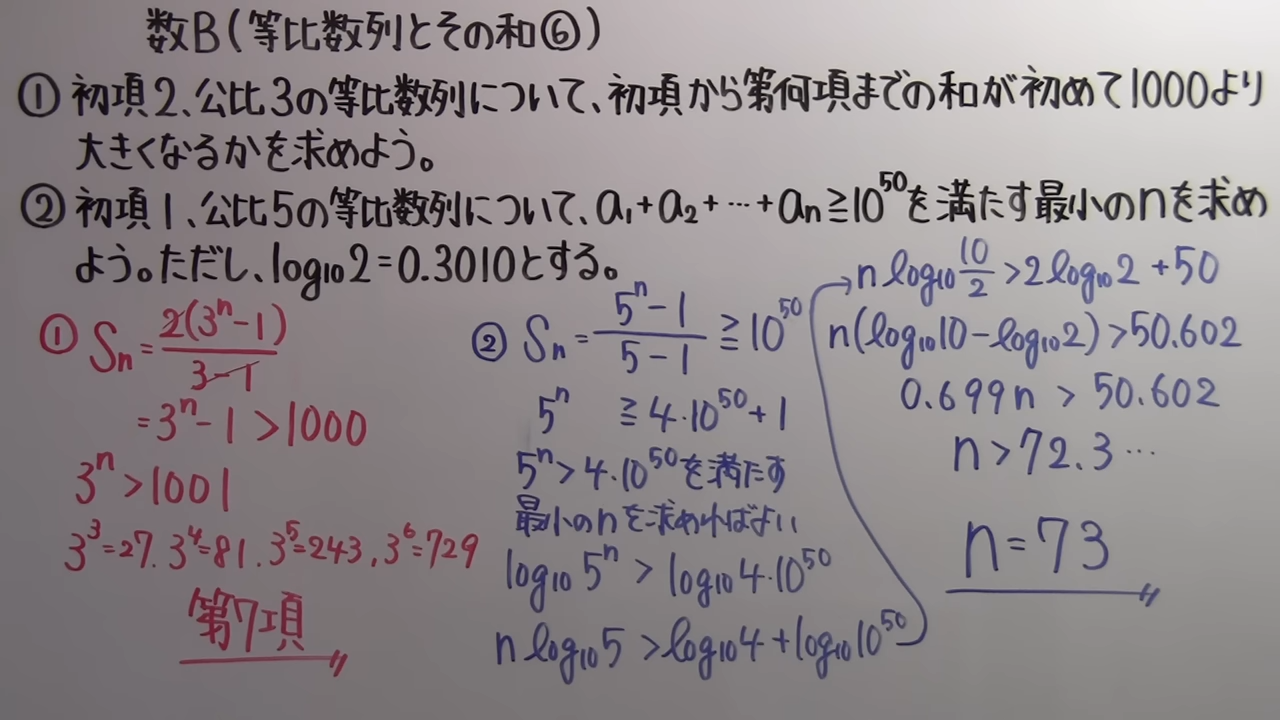 数B(等比数列とその和⑥)
① 初項2、公比3の等比数列について、初項から第何項までの和が初めて1000より
大きくなるかを求めよう。
② 初項1、公比5の等比数列について、a₁+a₂+…+aₙ≧10⁵⁰を満たす最小のnを求め
よう。ただし、log₁₀2=0.3010とする。
① Sₙ=2(3ⁿ-1)/3-1
=3ⁿ-1>1000
3ⁿ>1001
3³=27. 3⁴=81. 3⁵=243, 3⁶=729
第7項
② Sₙ=5ⁿ-1/5-1≧10⁵⁰
5ⁿ≧4・10⁵⁰+1
5ⁿ>4・10⁵⁰を満たす
最小のnを求めればよい
log₁₀5ⁿ>log₁₀4・10⁵⁰
n log₁₀5>log₁₀4+log₁₀10⁵⁰
n log₁₀10/2>2log₁₀2+50
n(log₁₀10-log₁₀2)>50.602
0.699n>50.602
n>72.3…
n=73